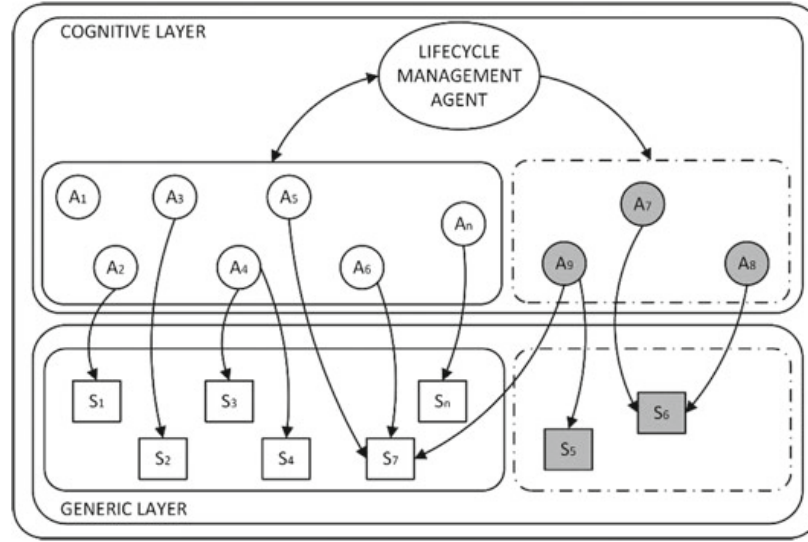 COGNITIVE LAYER
LIFECYCLE
MANAGEMENT
AGENT
A1
A3
A5
An
A7
A2
A4
A6
A9
A8
S1
S3
Sn
S6
S2
S4
S7
S5
GENERIC LAYER